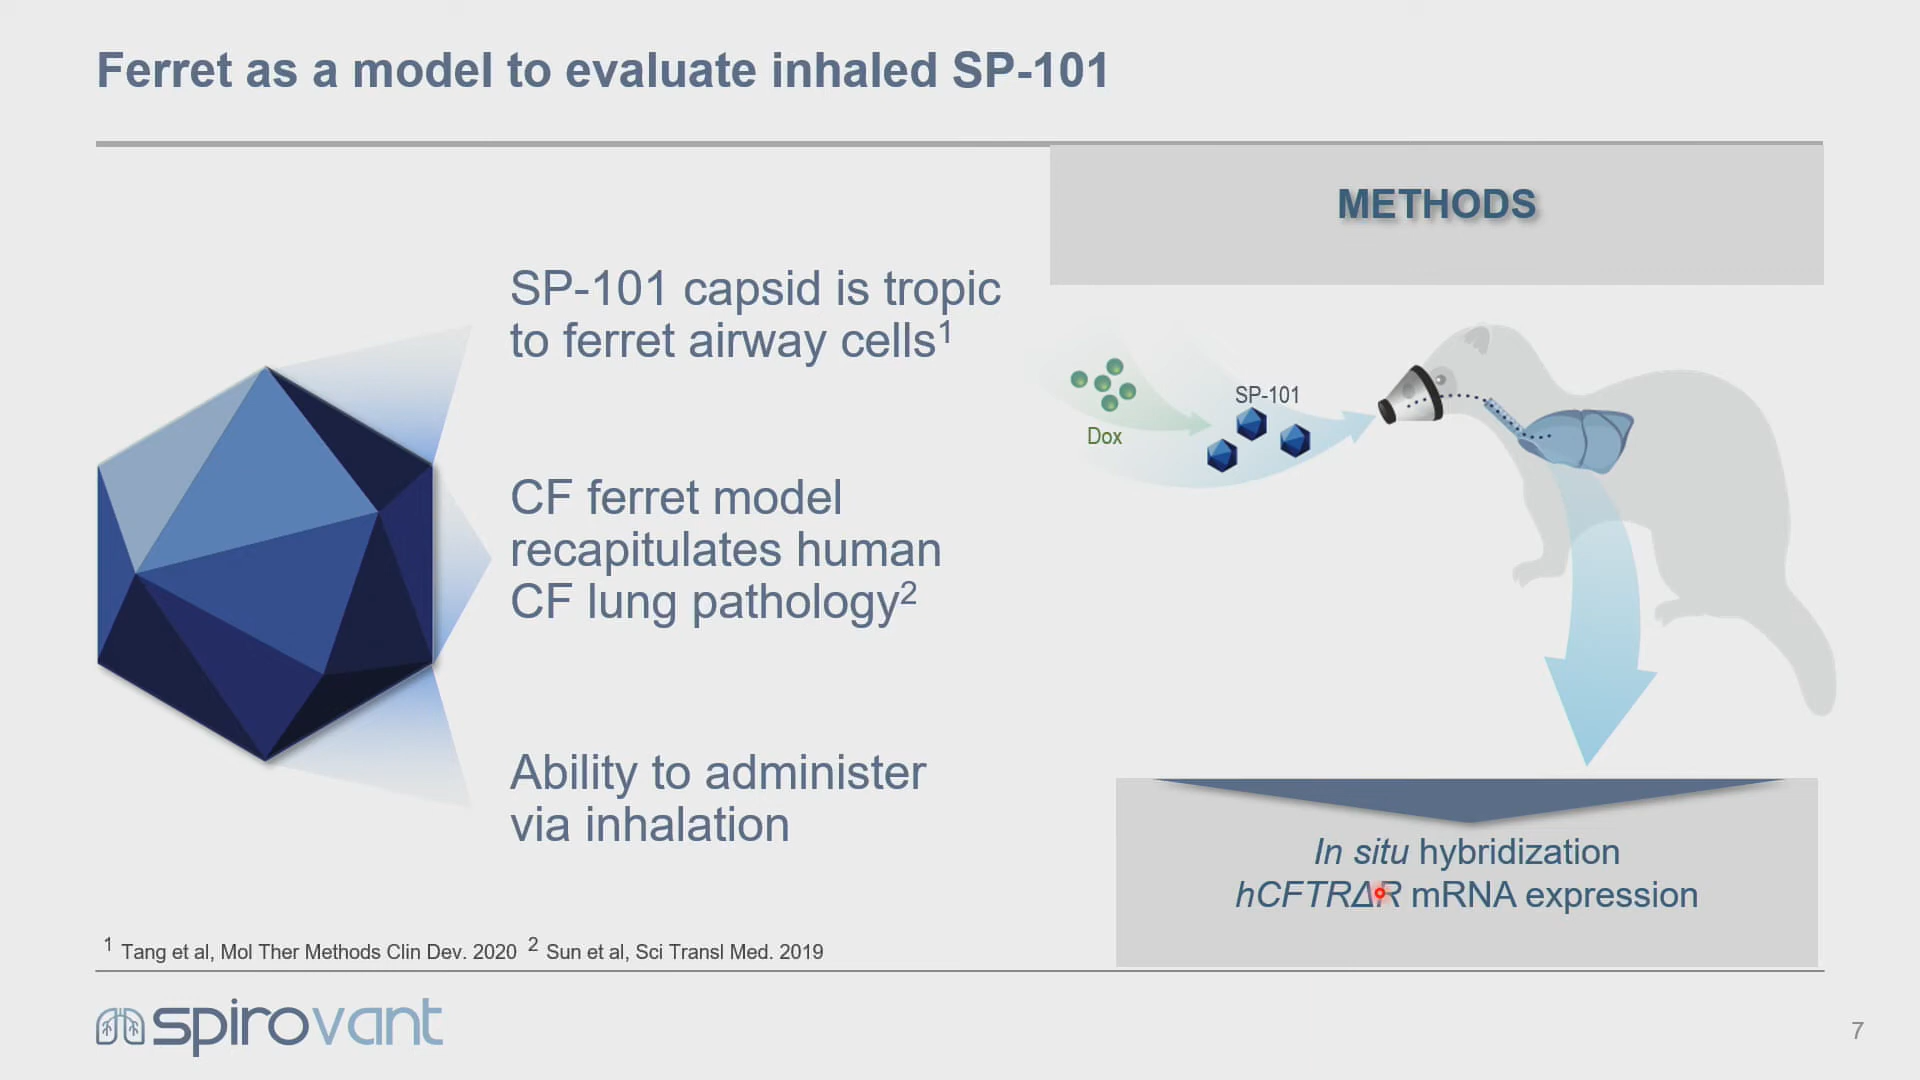 Ferret as a model to evaluate inhaled SP-101
SP-101 capsid is tropic
to ferret airway cells¹
CF ferret model
recapitulates human
CF lung pathology²
Ability to administer
via inhalation
METHODS
Dox
SP-101
In situ hybridization
hCFTRΔR mRNA expression
¹ Tang et al, Mol Ther Methods Clin Dev. 2020 ² Sun et al, Sci Transl Med. 2019
spirovant
7